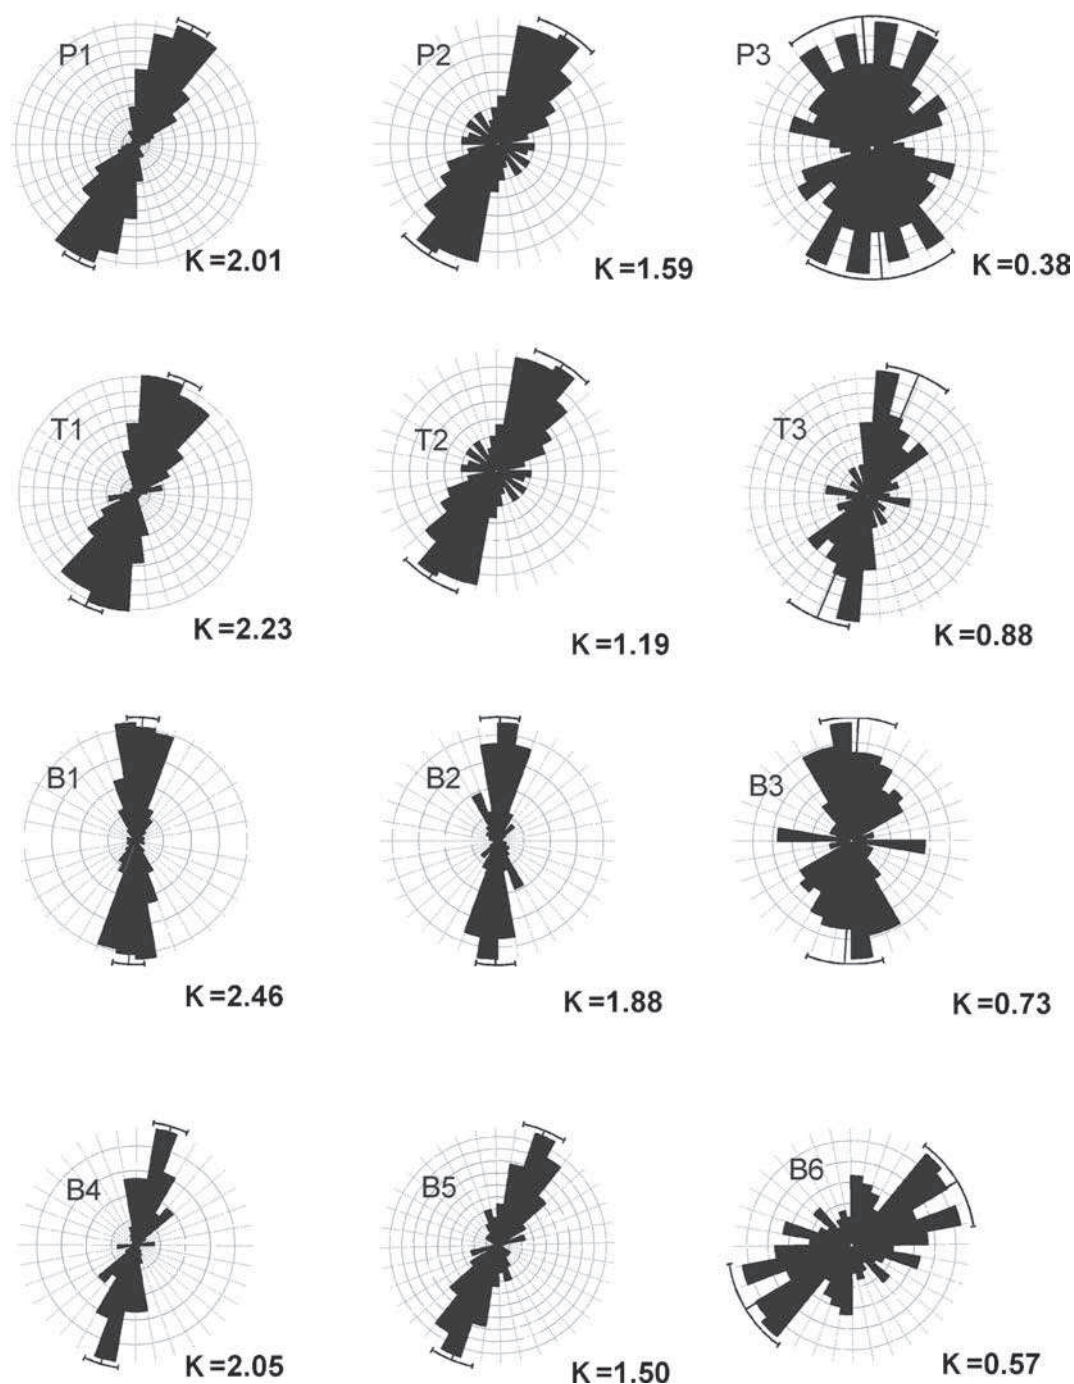 P1
P2
P3
K=2.01
K=1.59
K=0.38
T1
T2
T3
K=2.23
K=1.19
K=0.88
B1
B2
B3
K=2.46
K=1.88
K=0.73
B4
B5
B6
K=2.05
K=1.50
K=0.57